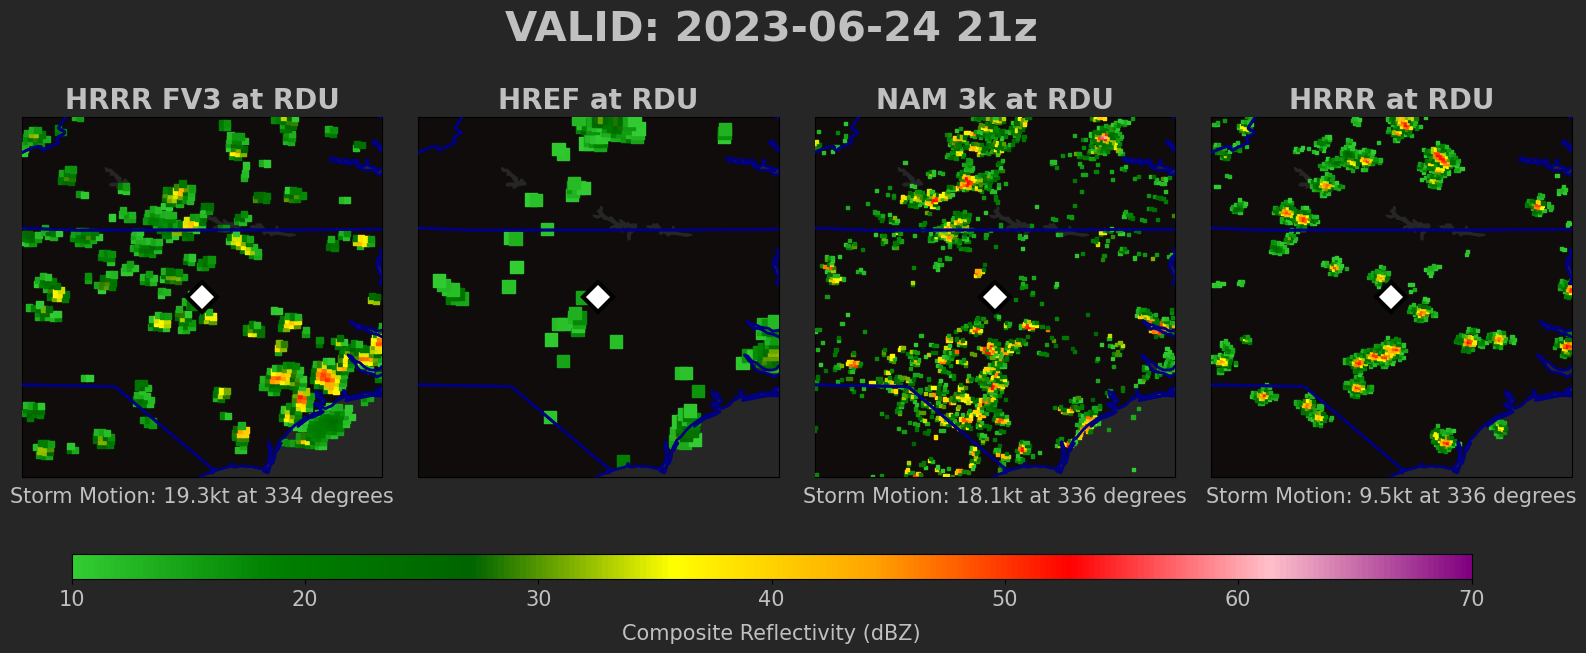 VALID: 2023-06-24 21z
HRRR FV3 at RDU
HREF at RDU
NAM 3k at RDU
HRRR at RDU
Storm Motion: 19.3kt at 334 degrees
Storm Motion: 18.1kt at 336 degrees
Storm Motion: 9.5kt at 336 degrees
10 20 30 40 50 60 70
Composite Reflectivity (dBZ)